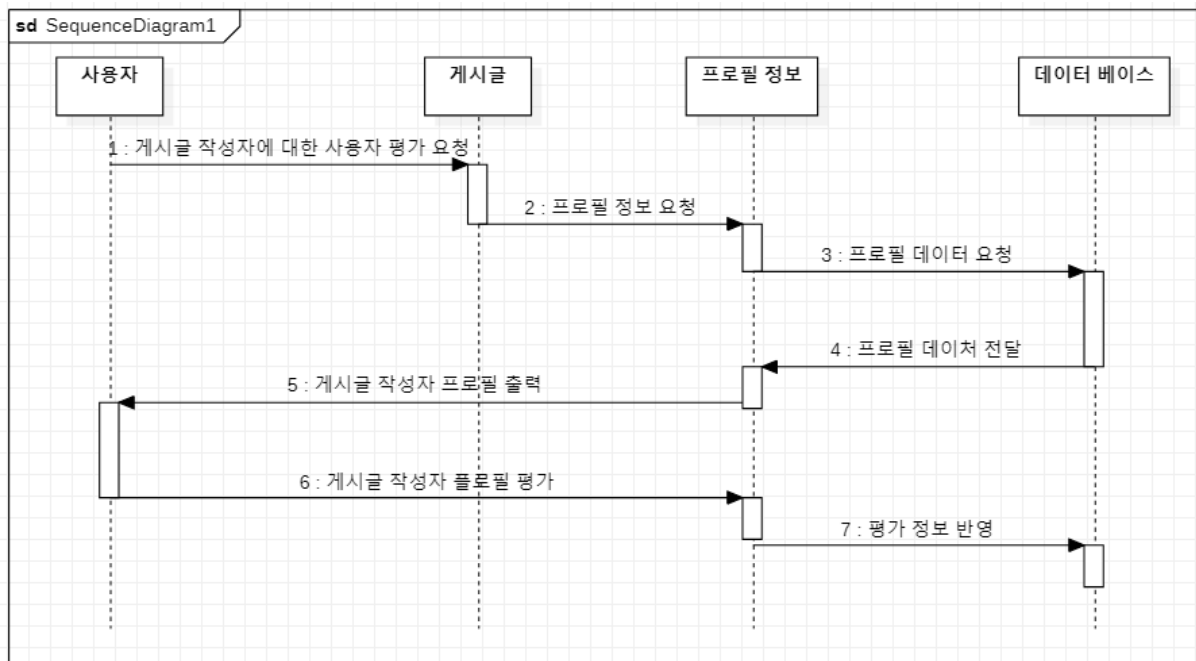 sd SequenceDiagram1
사용자
게시글
프로필 정보
데이터 베이스
1 : 게시글 작성자에 대한 사용자 평가 요청
2 : 프로필 정보 요청
3 : 프로필 데이터 요청
4 : 프로필 데이처 전달
5 : 게시글 작성자 프로필 출력
6 : 게시글 작성자 플로필 평가
7 : 평가 정보 반영